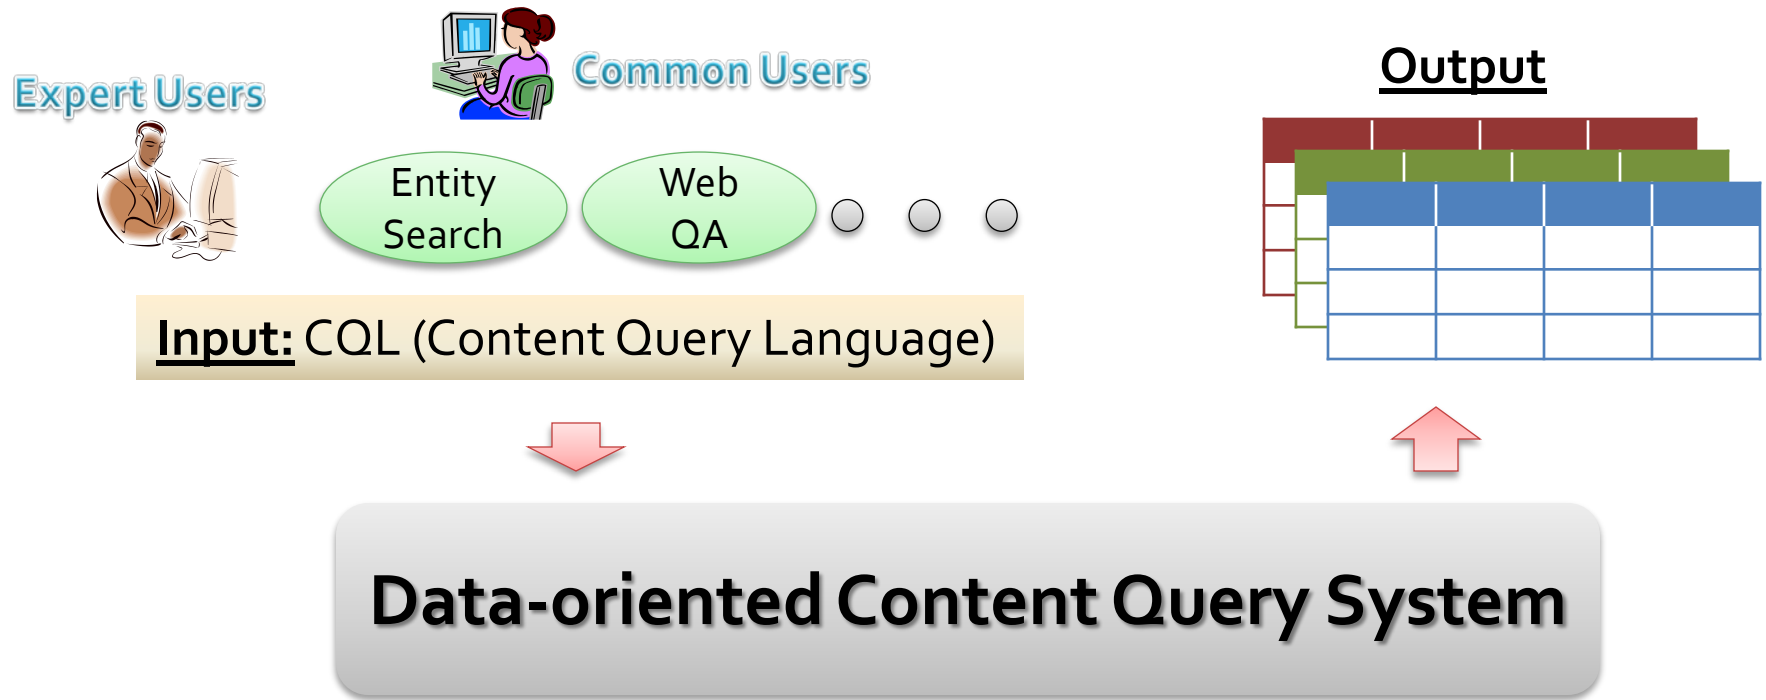 Expert Users
Common Users
Output
Entity
Search
Web
QA
Input: CQL (Content Query Language)
Data-oriented Content Query System